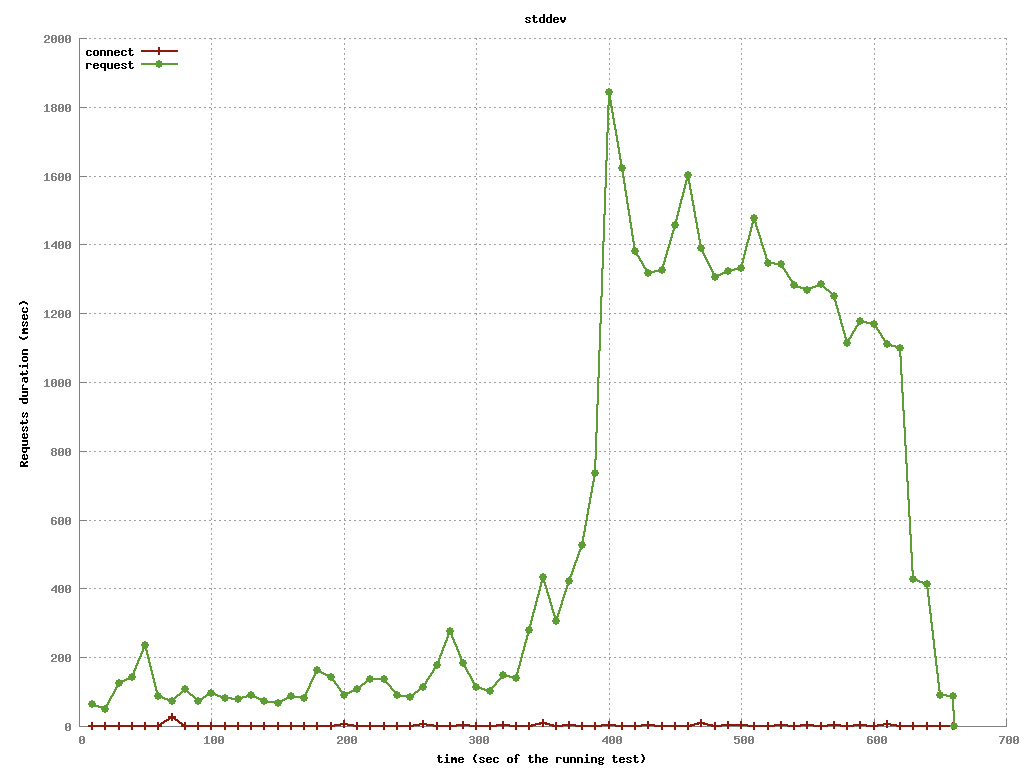 stddev
connect
request
2000
1800
1600
1400
1200
1000
800
600
400
200
0
Requests duration (msec)
0 100 200 300 400 500 600 700
time (sec of the running test)